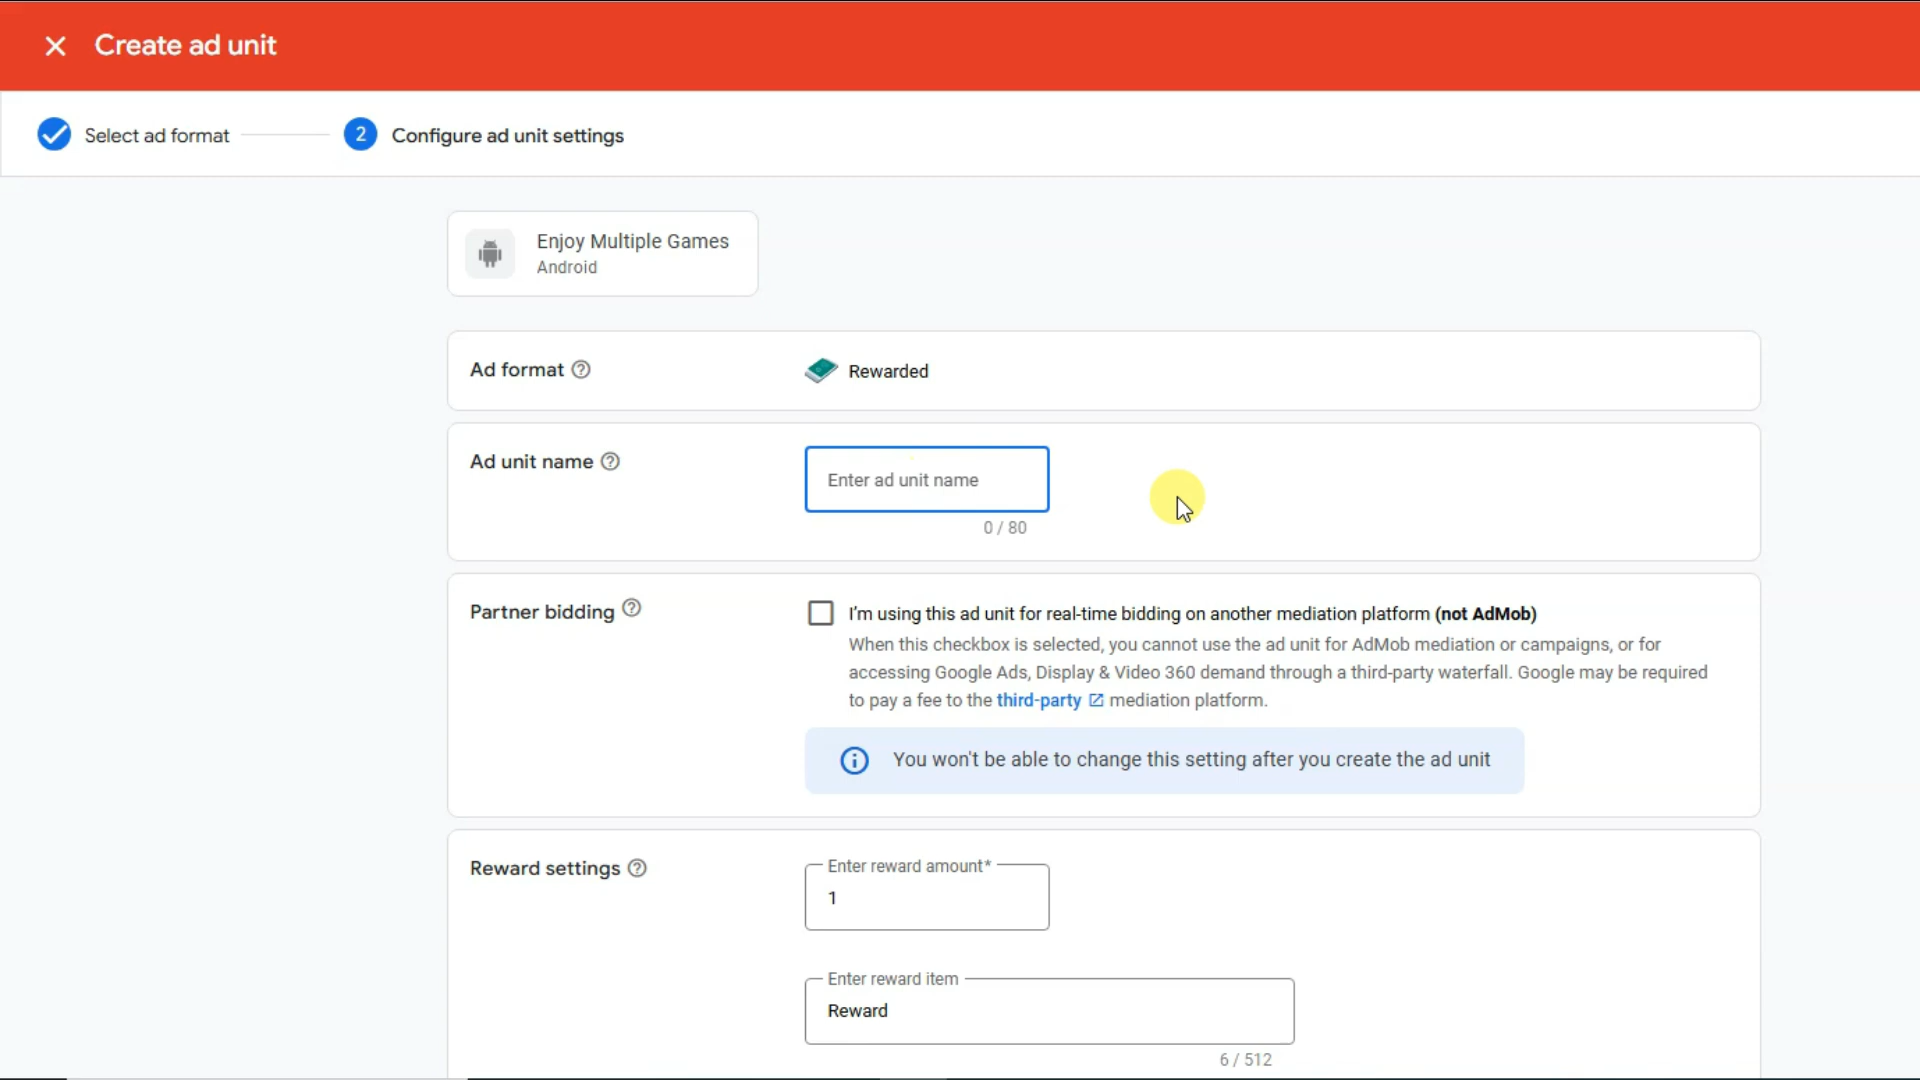 Create ad unit
Select ad format
2 Configure ad unit settings
Enjoy Multiple Games
Android
Ad format
Rewarded
Ad unit name
Enter ad unit name
0 / 80
Partner bidding
I'm using this ad unit for real-time bidding on another mediation platform (not AdMob)
When this checkbox is selected, you cannot use the ad unit for AdMob mediation or campaigns, or for
accessing Google Ads, Display & Video 360 demand through a third-party waterfall. Google may be required
to pay a fee to the third-party mediation platform.
You won't be able to change this setting after you create the ad unit
Reward settings
Enter reward amount*
1
Enter reward item
Reward
6 / 512